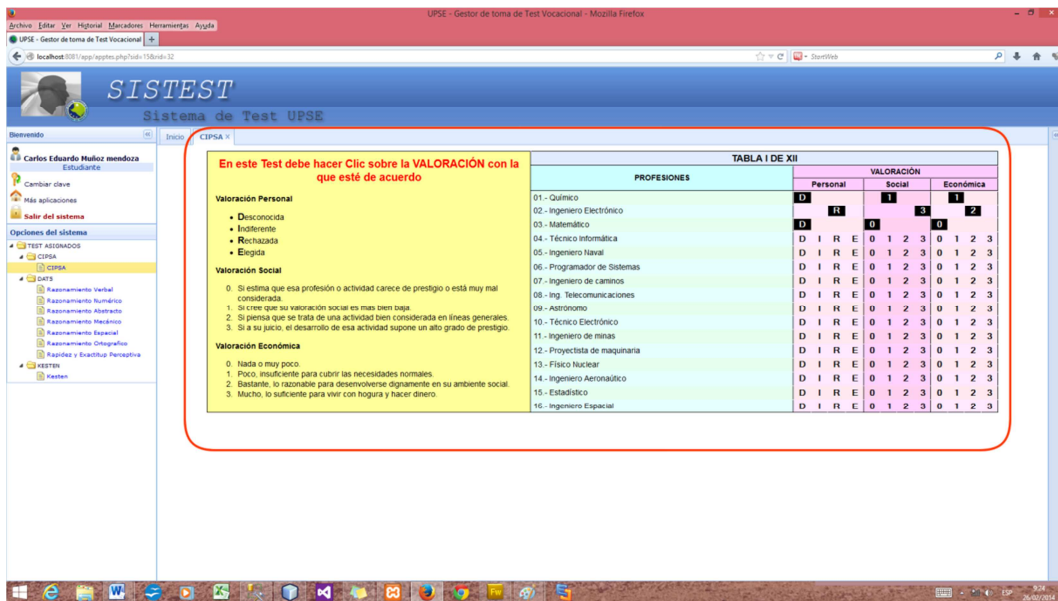 UPSE - Gestor de toma de Test Vocacional - Mozilla Firefox
Archivo Editar Ver Historial Marcadores Herramientas Ayuda
UPSE - Gestor de toma de Test Vocacional
localhost:8081/app/apptes.php?sid=15&rid=32
StartWeb
SISTEST
Sistema de Test UPSE
Bienvenido
Carlos Eduardo Muñoz mendoza
Estudiante
Cambiar clave
Más aplicaciones
Salir del sistema
Opciones del sistema
TEST ASIGNADOS
CIPSA
CIPSA
DATS
Razonamiento Verbal
Razonamiento Numérico
Razonamiento Abstracto
Razonamiento Mecánico
Razonamiento Espacial
Razonamiento Ortografico
Rapidez y Exactitup Perceptiva
KESTEN
Kesten
Inicio CIPSA
En este Test debe hacer Clic sobre la VALORACIÓN con la
que esté de acuerdo
Valoración Personal
Desconocida
Indiferente
Rechazada
Elegida
Valoración Social
0. Si estima que esa profesión o actividad carece de prestigio o está muy mal
considerada.
1. Si cree que su valoración social es mas bien baja.
2. Si piensa que se trata de una actividad bien considerada en líneas generales.
3. Si a su juicio, el desarrollo de esa actividad supone un alto grado de prestigio.
Valoración Económica
0. Nada o muy poco.
1. Poco, insuficiente para cubrir las necesidades normales.
2. Bastante, lo razonable para desenvolverse dignamente en su ambiente social.
3. Mucho, lo suficiente para vivir con hogura y hacer dinero.
TABLA I DE XII
PROFESIONES VALORACIÓN
Personal Social Económica
01.- Químico D 1 1
02.- Ingeniero Electrónico R 3 2
03.- Matemático D 0 0
04.- Técnico Informática D I R E 0 1 2 3 0 1 2 3
05.- Ingeniero Naval D I R E 0 1 2 3 0 1 2 3
06.- Programador de Sistemas D I R E 0 1 2 3 0 1 2 3
07.- Ingeniero de caminos D I R E 0 1 2 3 0 1 2 3
08.- Ing. Telecomunicaciones D I R E 0 1 2 3 0 1 2 3
09.- Astrónomo D I R E 0 1 2 3 0 1 2 3
10.- Técnico Electrónico D I R E 0 1 2 3 0 1 2 3
11.- Ingeniero de minas D I R E 0 1 2 3 0 1 2 3
12.- Proyectista de maquinaria D I R E 0 1 2 3 0 1 2 3
13.- Físico Nuclear D I R E 0 1 2 3 0 1 2 3
14.- Ingeniero Aeronaútico D I R E 0 1 2 3 0 1 2 3
15.- Estadístico D I R E 0 1 2 3 0 1 2 3
16.- Ingeniero Espacial D I R E 0 1 2 3 0 1 2 3
ESP
9:24
26/02/2014